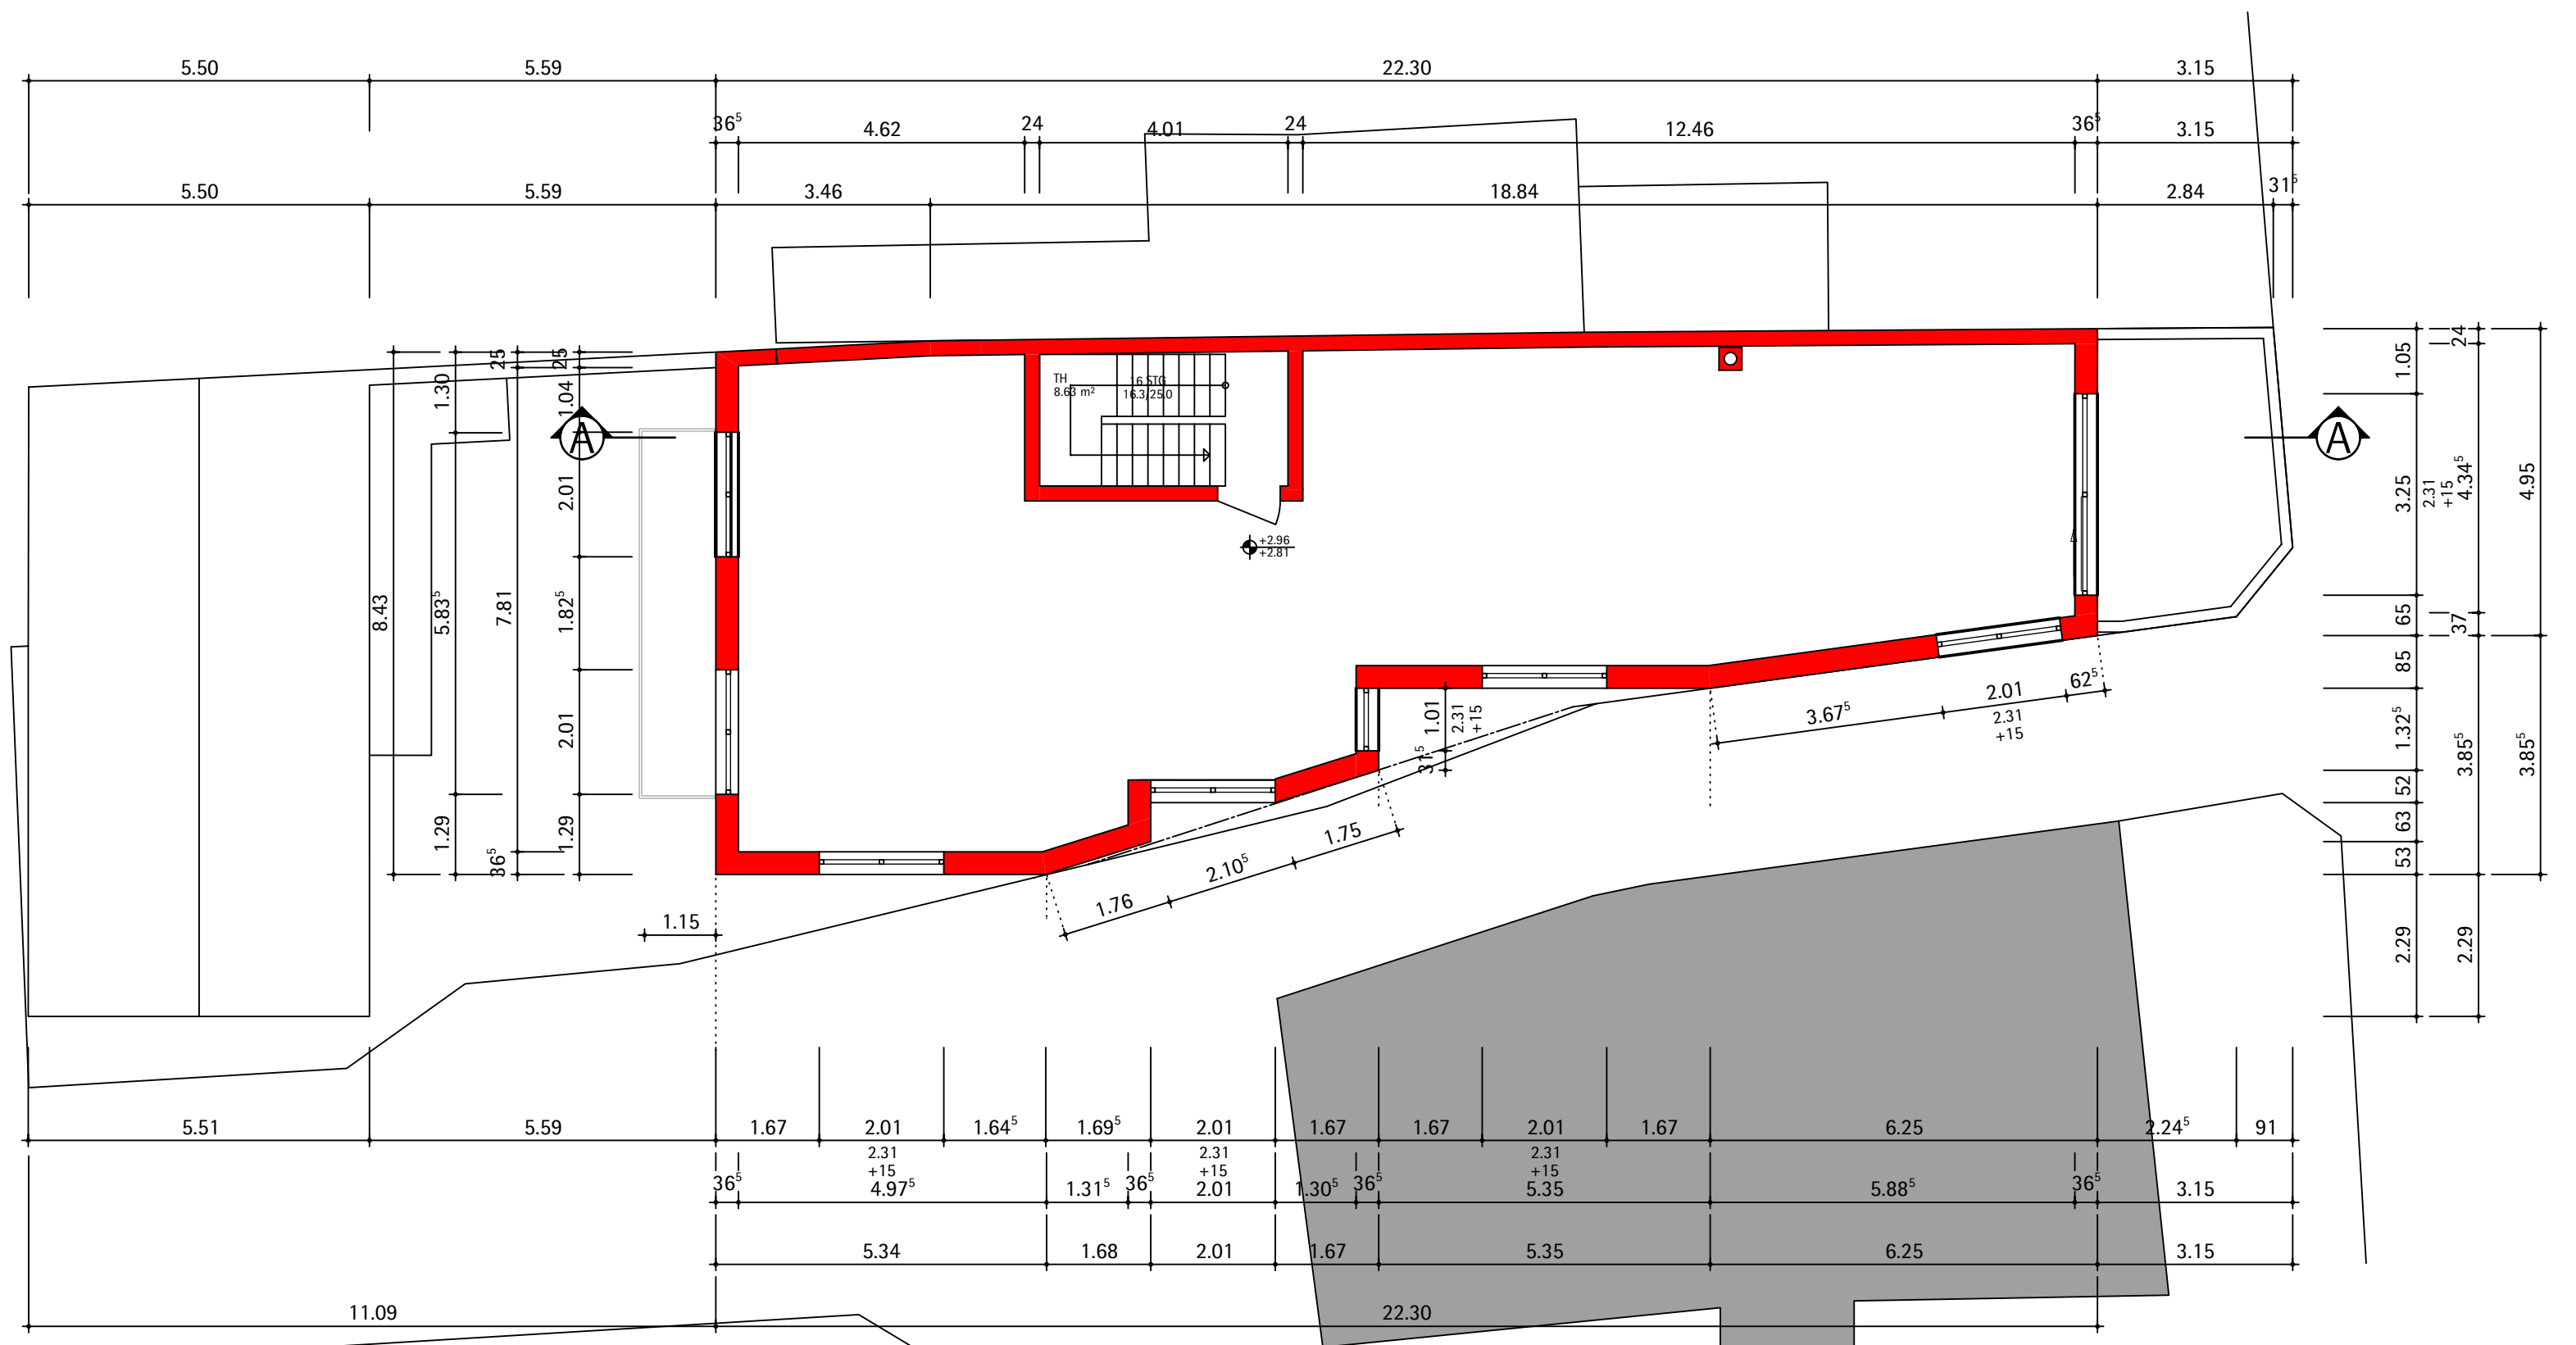 5.50 5.59 22.30 3.15
36⁵ 4.62 24 4.01 24 12.46 36⁵ 3.15
5.50 5.59 3.46 18.84 2.84 31⁵
25 25
1.30 1.04
A
2.01
8.43 5.83⁵ 7.81 1.82⁵
2.01
1.29 36⁵ 1.29
1.15
TH
8.63 m²
16 STG
16.3/25.0
+2.96
+2.81
1.01
2.31
+15
31⁵
3.67⁵ 2.01 62⁵
2.31
+15
1.76 2.10⁵ 1.75
A
1.05 24
3.25 2.31 +15 4.34⁵ 4.95
65 37
85
1.32⁵ 3.85⁵ 3.85⁵
52
63
53
2.29 2.29
5.51 5.59 1.67 2.01 1.64⁵ 1.69⁵ 2.01 1.67 1.67 2.01 1.67 6.25 2.24⁵ 91
2.31 2.31 2.31
+15 +15 +15
36⁵ 4.97⁵ 1.31⁵ 36⁵ 2.01 1.30⁵ 36⁵ 5.35 5.88⁵ 36⁵ 3.15
5.34 1.68 2.01 1.67 5.35 6.25 3.15
11.09 22.30